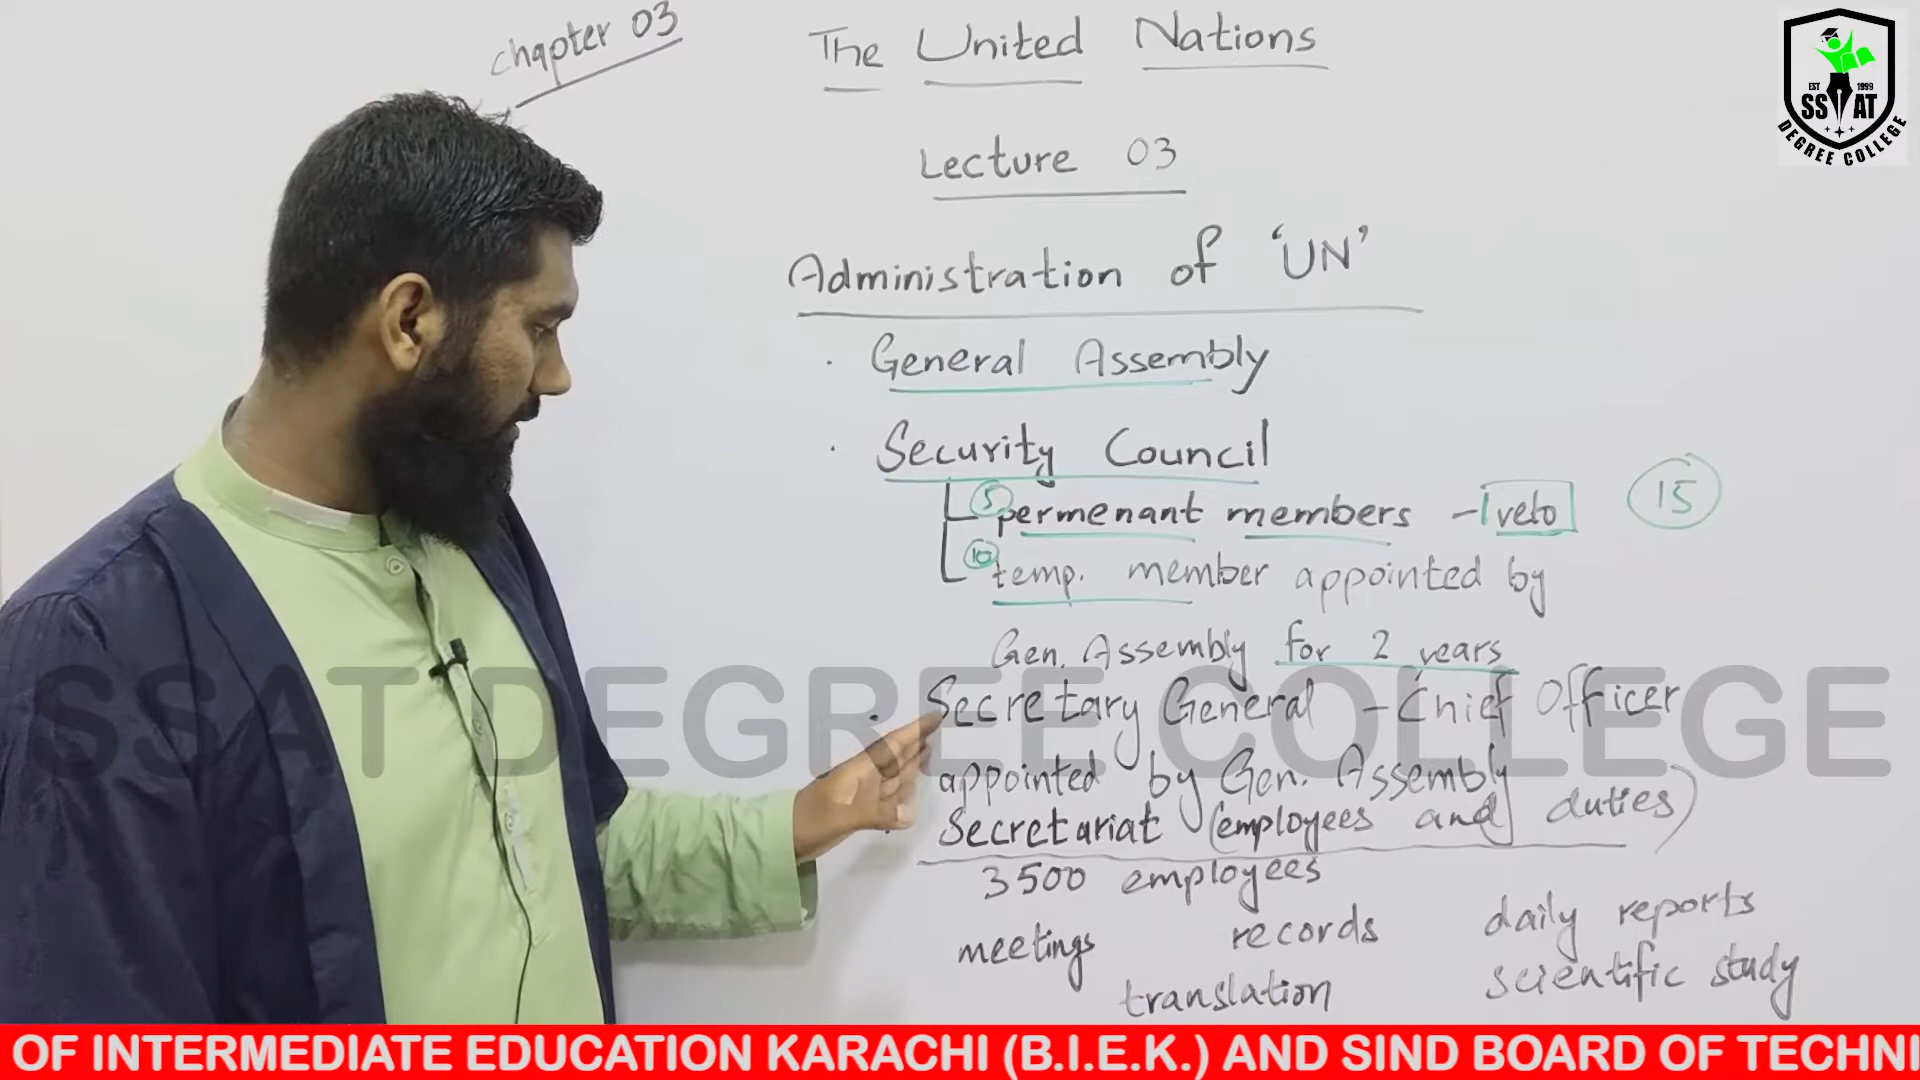 chapter 03
The United Nations
Lecture 03
Administration of 'UN'
· General Assembly
· Security Council
5 permenant members - veto 15
10 temp. member appointed by
Gen. Assembly for 2 years
· Secretary General - Chief Officer
appointed by Gen. Assembly
· Secretariat (employees and duties)
3500 employees
meetings records daily reports
translation scientific study
SSAT DEGREE COLLEGE
EST 1999
SSAT
DEGREE COLLEGE
OF INTERMEDIATE EDUCATION KARACHI (B.I.E.K.) AND SIND BOARD OF TECHNI